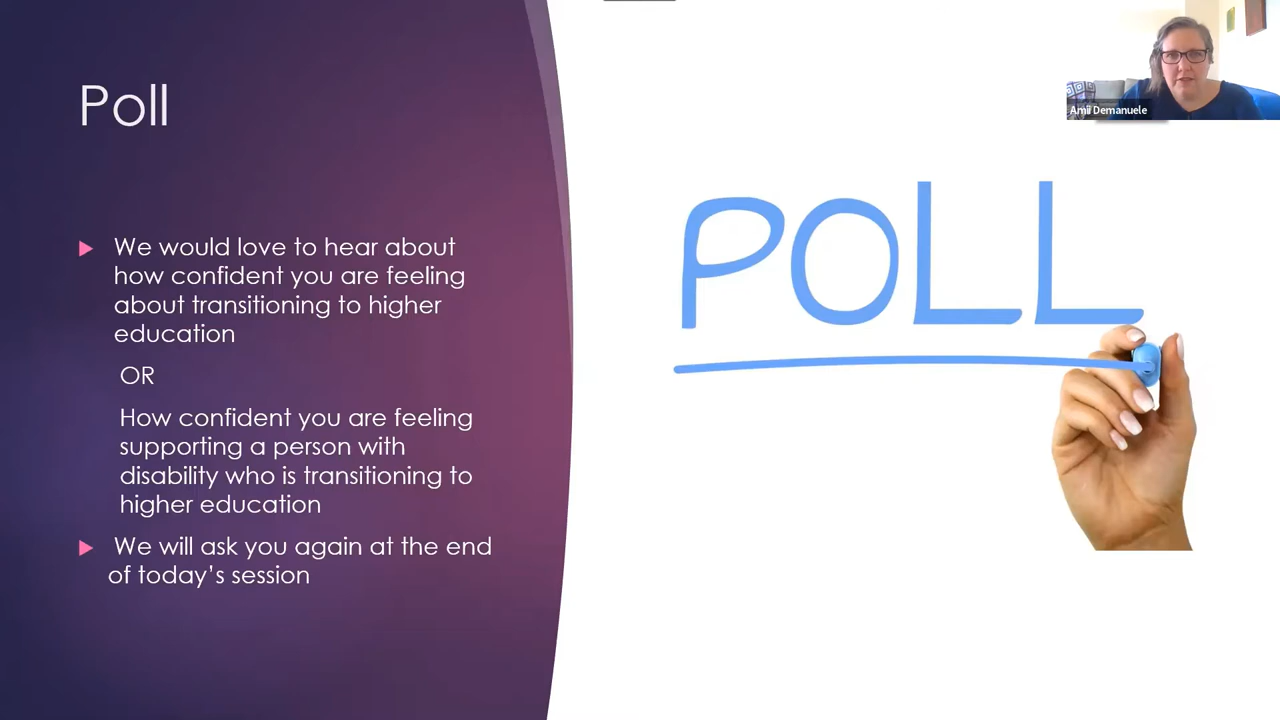 Poll
We would love to hear about
how confident you are feeling
about transitioning to higher
education
OR
How confident you are feeling
supporting a person with
disability who is transitioning to
higher education
We will ask you again at the end
of today's session
POLL
Amii Demanuele